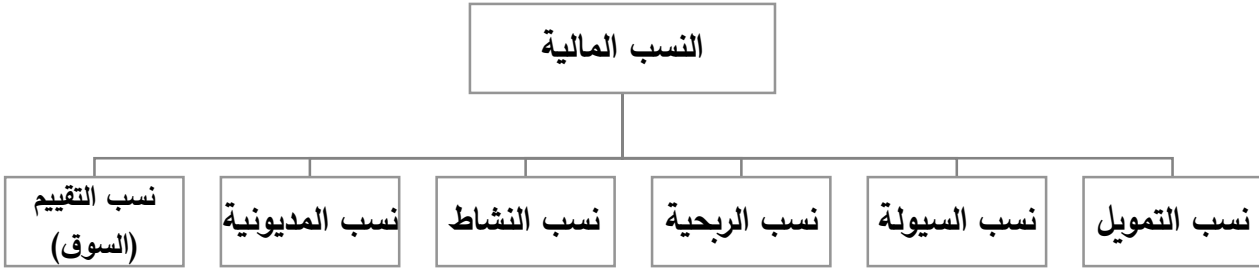 النسب المالية
نسب التمويل
نسب السيولة
نسب الربحية
نسب النشاط
نسب المديونية
نسب التقييم
(السوق)